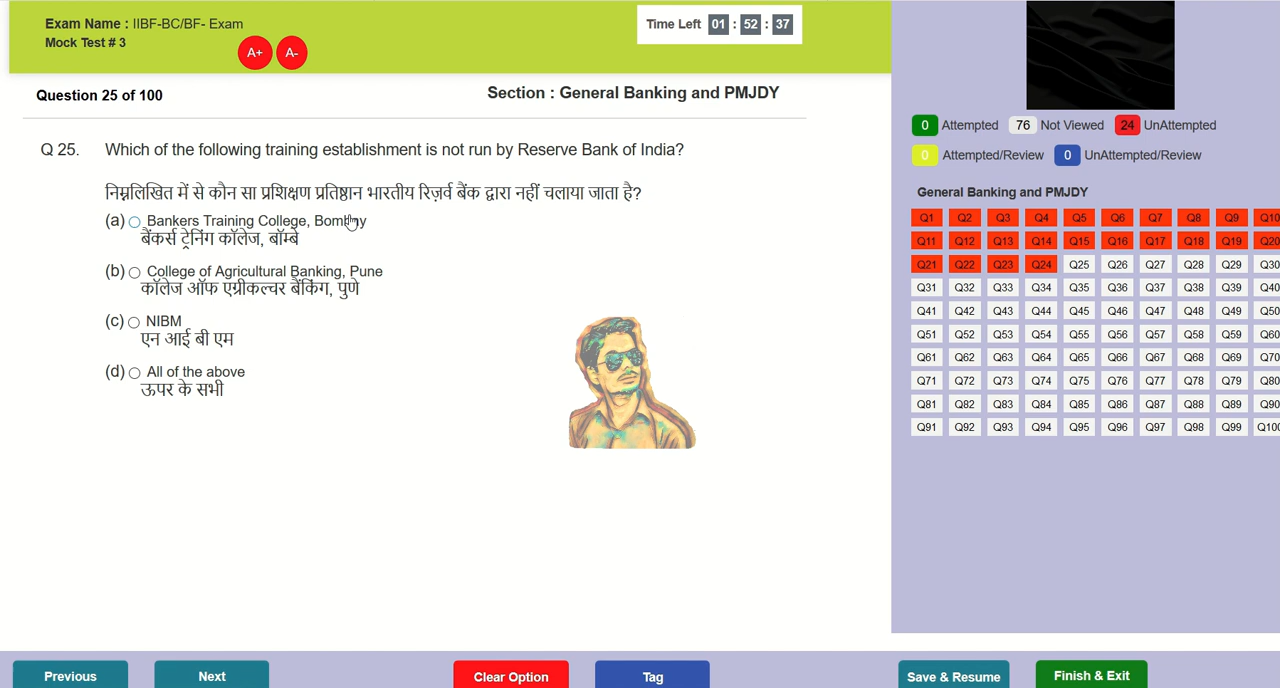 Exam Name : IIBF-BC/BF- Exam
Mock Test # 3
A+ A-
Time Left 01 : 52 : 37
Question 25 of 100
Section : General Banking and PMJDY
Q 25. Which of the following training establishment is not run by Reserve Bank of India?
निम्नलिखित में से कौन सा प्रशिक्षण प्रतिष्ठान भारतीय रिज़र्व बैंक द्वारा नहीं चलाया जाता है?
(a) Bankers Training College, Bombay
बैंकर्स ट्रेनिंग कॉलेज, बॉम्बे
(b) College of Agricultural Banking, Pune
कॉलेज ऑफ एग्रीकल्चर बैंकिंग, पुणे
(c) NIBM
एन आई बी एम
(d) All of the above
ऊपर के सभी
0 Attempted 76 Not Viewed 24 UnAttempted
0 Attempted/Review 0 UnAttempted/Review
General Banking and PMJDY
Q1 Q2 Q3 Q4 Q5 Q6 Q7 Q8 Q9 Q10
Q11 Q12 Q13 Q14 Q15 Q16 Q17 Q18 Q19 Q20
Q21 Q22 Q23 Q24 Q25 Q26 Q27 Q28 Q29 Q30
Q31 Q32 Q33 Q34 Q35 Q36 Q37 Q38 Q39 Q40
Q41 Q42 Q43 Q44 Q45 Q46 Q47 Q48 Q49 Q50
Q51 Q52 Q53 Q54 Q55 Q56 Q57 Q58 Q59 Q60
Q61 Q62 Q63 Q64 Q65 Q66 Q67 Q68 Q69 Q70
Q71 Q72 Q73 Q74 Q75 Q76 Q77 Q78 Q79 Q80
Q81 Q82 Q83 Q84 Q85 Q86 Q87 Q88 Q89 Q90
Q91 Q92 Q93 Q94 Q95 Q96 Q97 Q98 Q99 Q100
Previous Next Clear Option Tag Save & Resume Finish & Exit